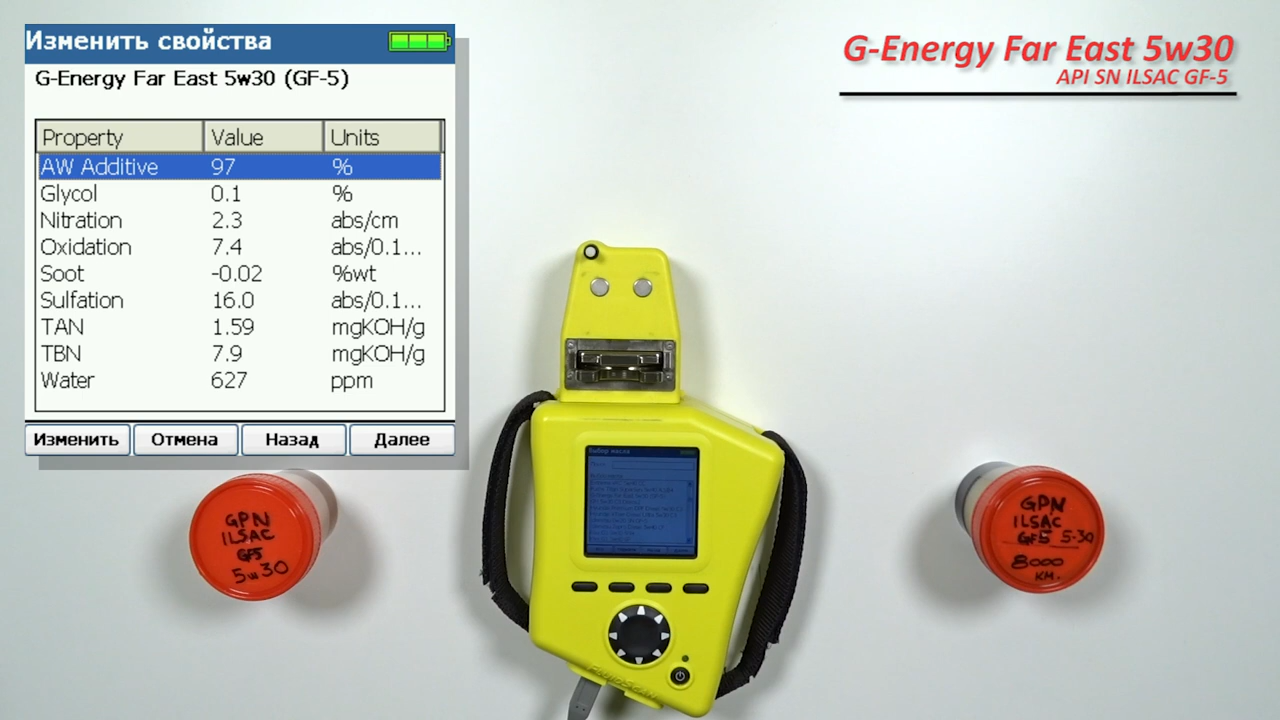 Изменить свойства
G-Energy Far East 5w30 (GF-5)
Property Value Units
AW Additive 97 %
Glycol 0.1 %
Nitration 2.3 abs/cm
Oxidation 7.4 abs/0.1...
Soot -0.02 %wt
Sulfation 16.0 abs/0.1...
TAN 1.59 mgKOH/g
TBN 7.9 mgKOH/g
Water 627 ppm
Изменить Отмена Назад Далее
G-Energy Far East 5w30
API SN ILSAC GF-5
GPN
ILSAC
GF5
5w30
GPN
ILSAC
GF5 5-30
8000
КМ.
Выбор масла